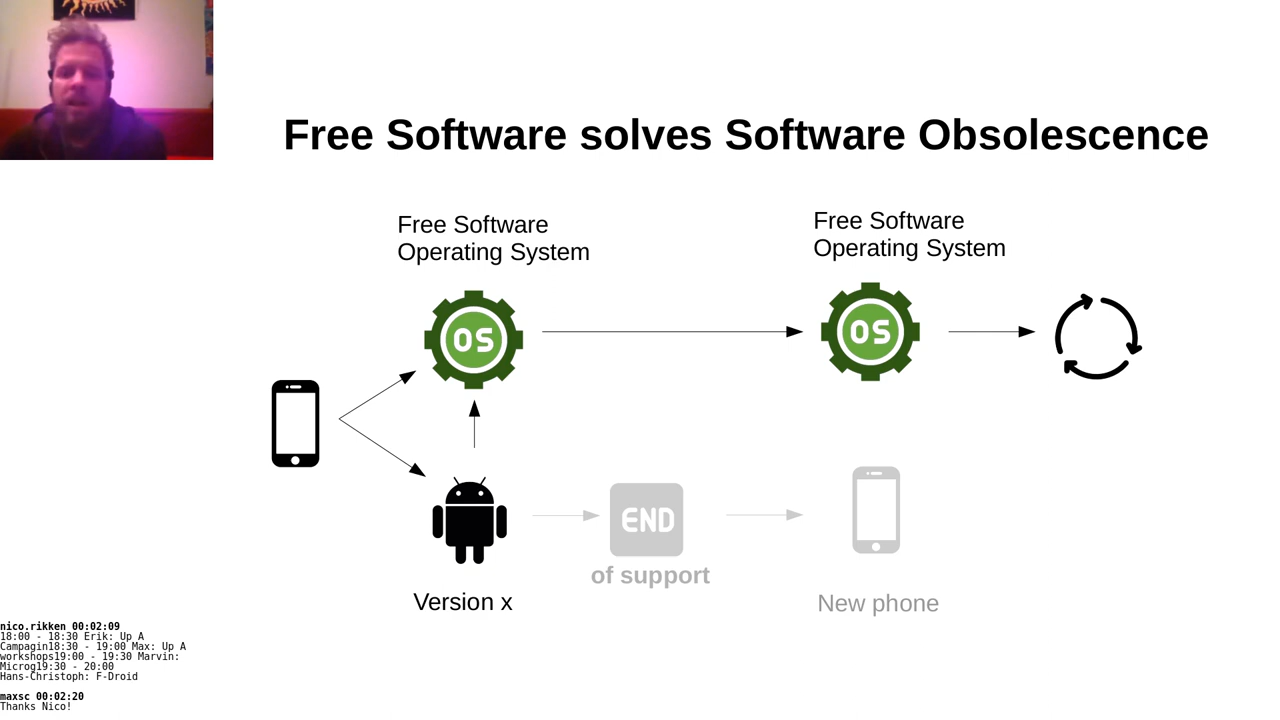 Free Software solves Software Obsolescence
Free Software
Operating System
Free Software
Operating System
OS
OS
END
of support
Version x
New phone
nico.rikken 00:02:09
18:00 - 18:30 Erik: Up A
Campagin18:30 - 19:00 Max: Up A
workshops19:00 - 19:30 Marvin:
Microg19:30 - 20:00
Hans-Christoph: F-Droid
maxsc 00:02:20
Thanks Nico!